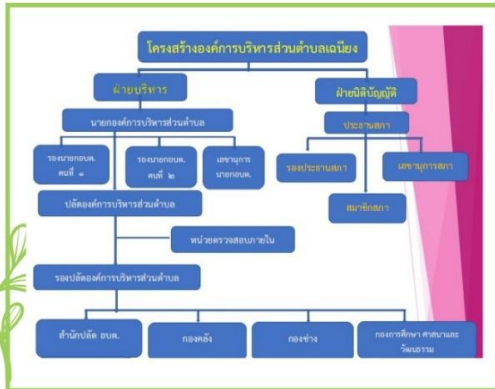 โครงสร้างองค์การบริหารส่วนตำบลเฉนียง
ฝ่ายบริหาร
ฝ่ายนิติบัญญัติ
นายกองค์การบริหารส่วนตำบล
ประธานสภา
รองนายกอบต.
คนที่ ๑
รองนายกอบต.
คนที่ ๒
เลขานุการ
นายกอบต.
รองประธานสภา
เลขานุการสภา
ปลัดองค์การบริหารส่วนตำบล
สมาชิกสภา
หน่วยตรวจสอบภายใน
รองปลัดองค์การบริหารส่วนตำบล
สำนักปลัด อบต.
กองคลัง
กองช่าง
กองการศึกษา ศาสนาและ
วัฒนธรรม